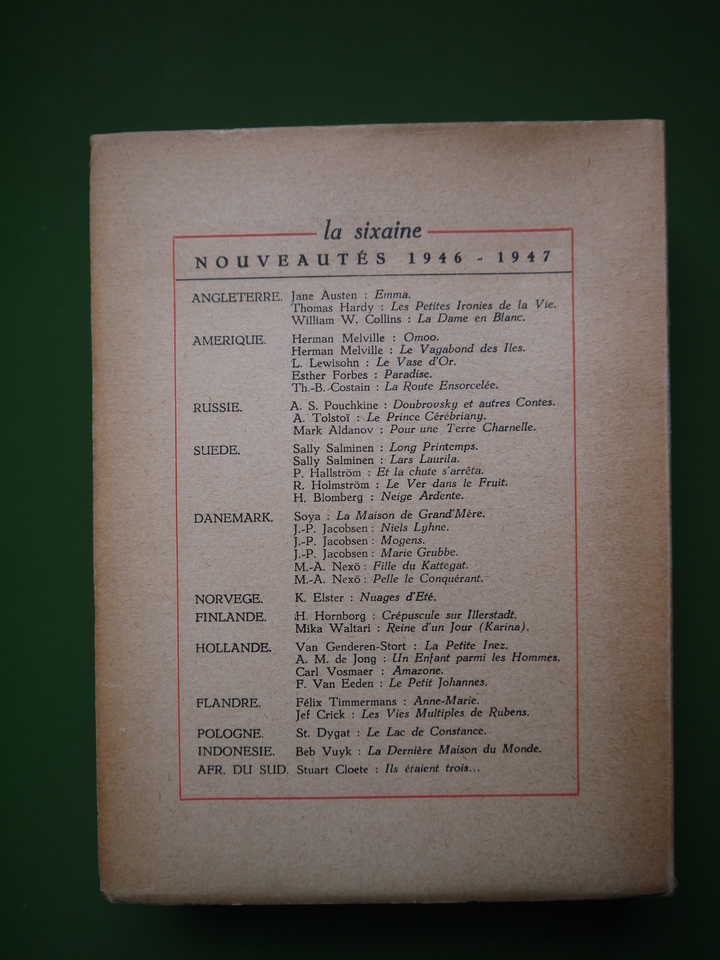 la sixaine
NOUVEAUTÉS 1946 - 1947
ANGLETERRE. Jane Austen : Emma.
Thomas Hardy : Les Petites Ironies de la Vie.
William W. Collins : La Dame en Blanc.
AMERIQUE. Herman Melville : Omoo.
Herman Melville : Le Vagabond des Iles.
L. Lewisohn : Le Vase d'Or.
Esther Forbes : Paradise.
Th.-B. Costain : La Route Ensorcelée.
RUSSIE. A. S. Pouchkine : Doubrovsky et autres Contes.
A. Tolstoï : Le Prince Cérébriany.
Mark Aldanov : Pour une Terre Charnelle.
SUEDE. Sally Salminen : Long Printemps.
Sally Salminen : Lars Laurila.
P. Hallström : Et la chute s'arrêta.
R. Holmström : Le Ver dans le Fruit.
H. Blomberg : Neige Ardente.
DANEMARK. Soya : La Maison de Grand'Mère.
J.-P. Jacobsen : Niels Lyhne.
J.-P. Jacobsen : Mogens.
J.-P. Jacobsen : Marie Grubbe.
M.-A. Nexö : Fille du Kattegat.
M.-A. Nexö : Pelle le Conquérant.
NORVEGE. K. Elster : Nuages d'Eté.
FINLANDE. H. Hornborg : Crépuscule sur Illerstadt.
Mika Waltari : Reine d'un Jour (Karina).
HOLLANDE. Van Genderen-Stort : La Petite Inez.
A. M. de Jong : Un Enfant parmi les Hommes.
Carl Vosmaer : Amazone.
F. Van Eeden : Le Petit Johannes.
FLANDRE. Félix Timmermans : Anne-Marie.
Jef Crick : Les Vies Multiples de Rubens.
POLOGNE. St. Dygat : Le Lac de Constance.
INDONESIE. Beb Vuyk : La Dernière Maison du Monde.
AFR. DU SUD. Stuart Cloete : Ils étaient trois...